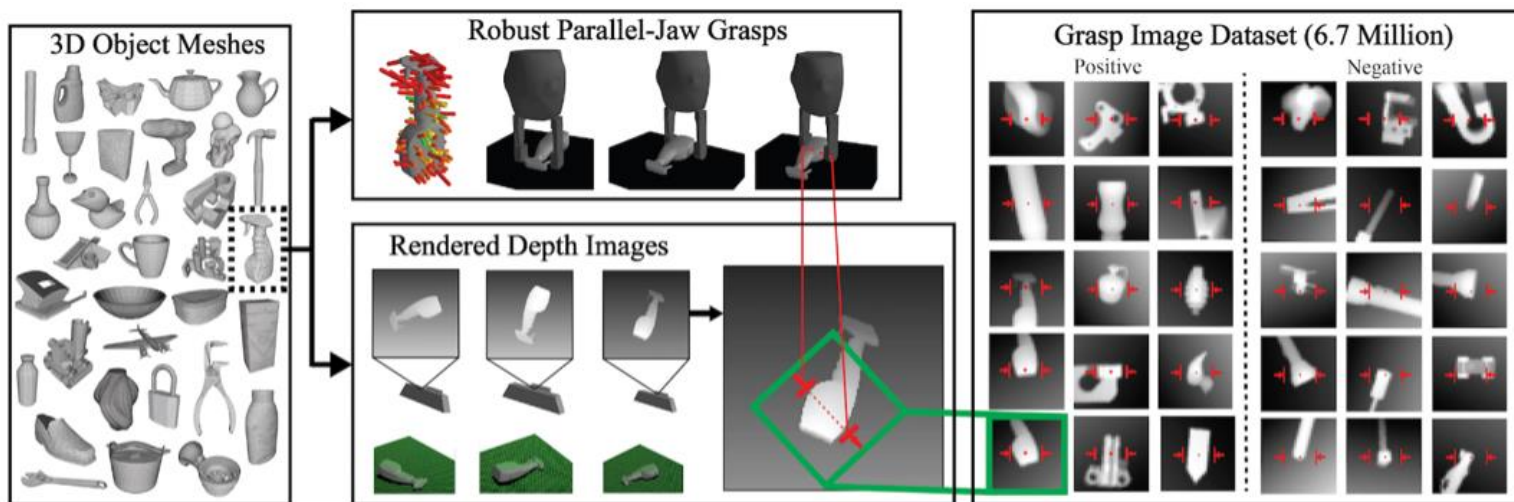 3D Object Meshes
Robust Parallel-Jaw Grasps
Rendered Depth Images
Grasp Image Dataset (6.7 Million)
Positive
Negative